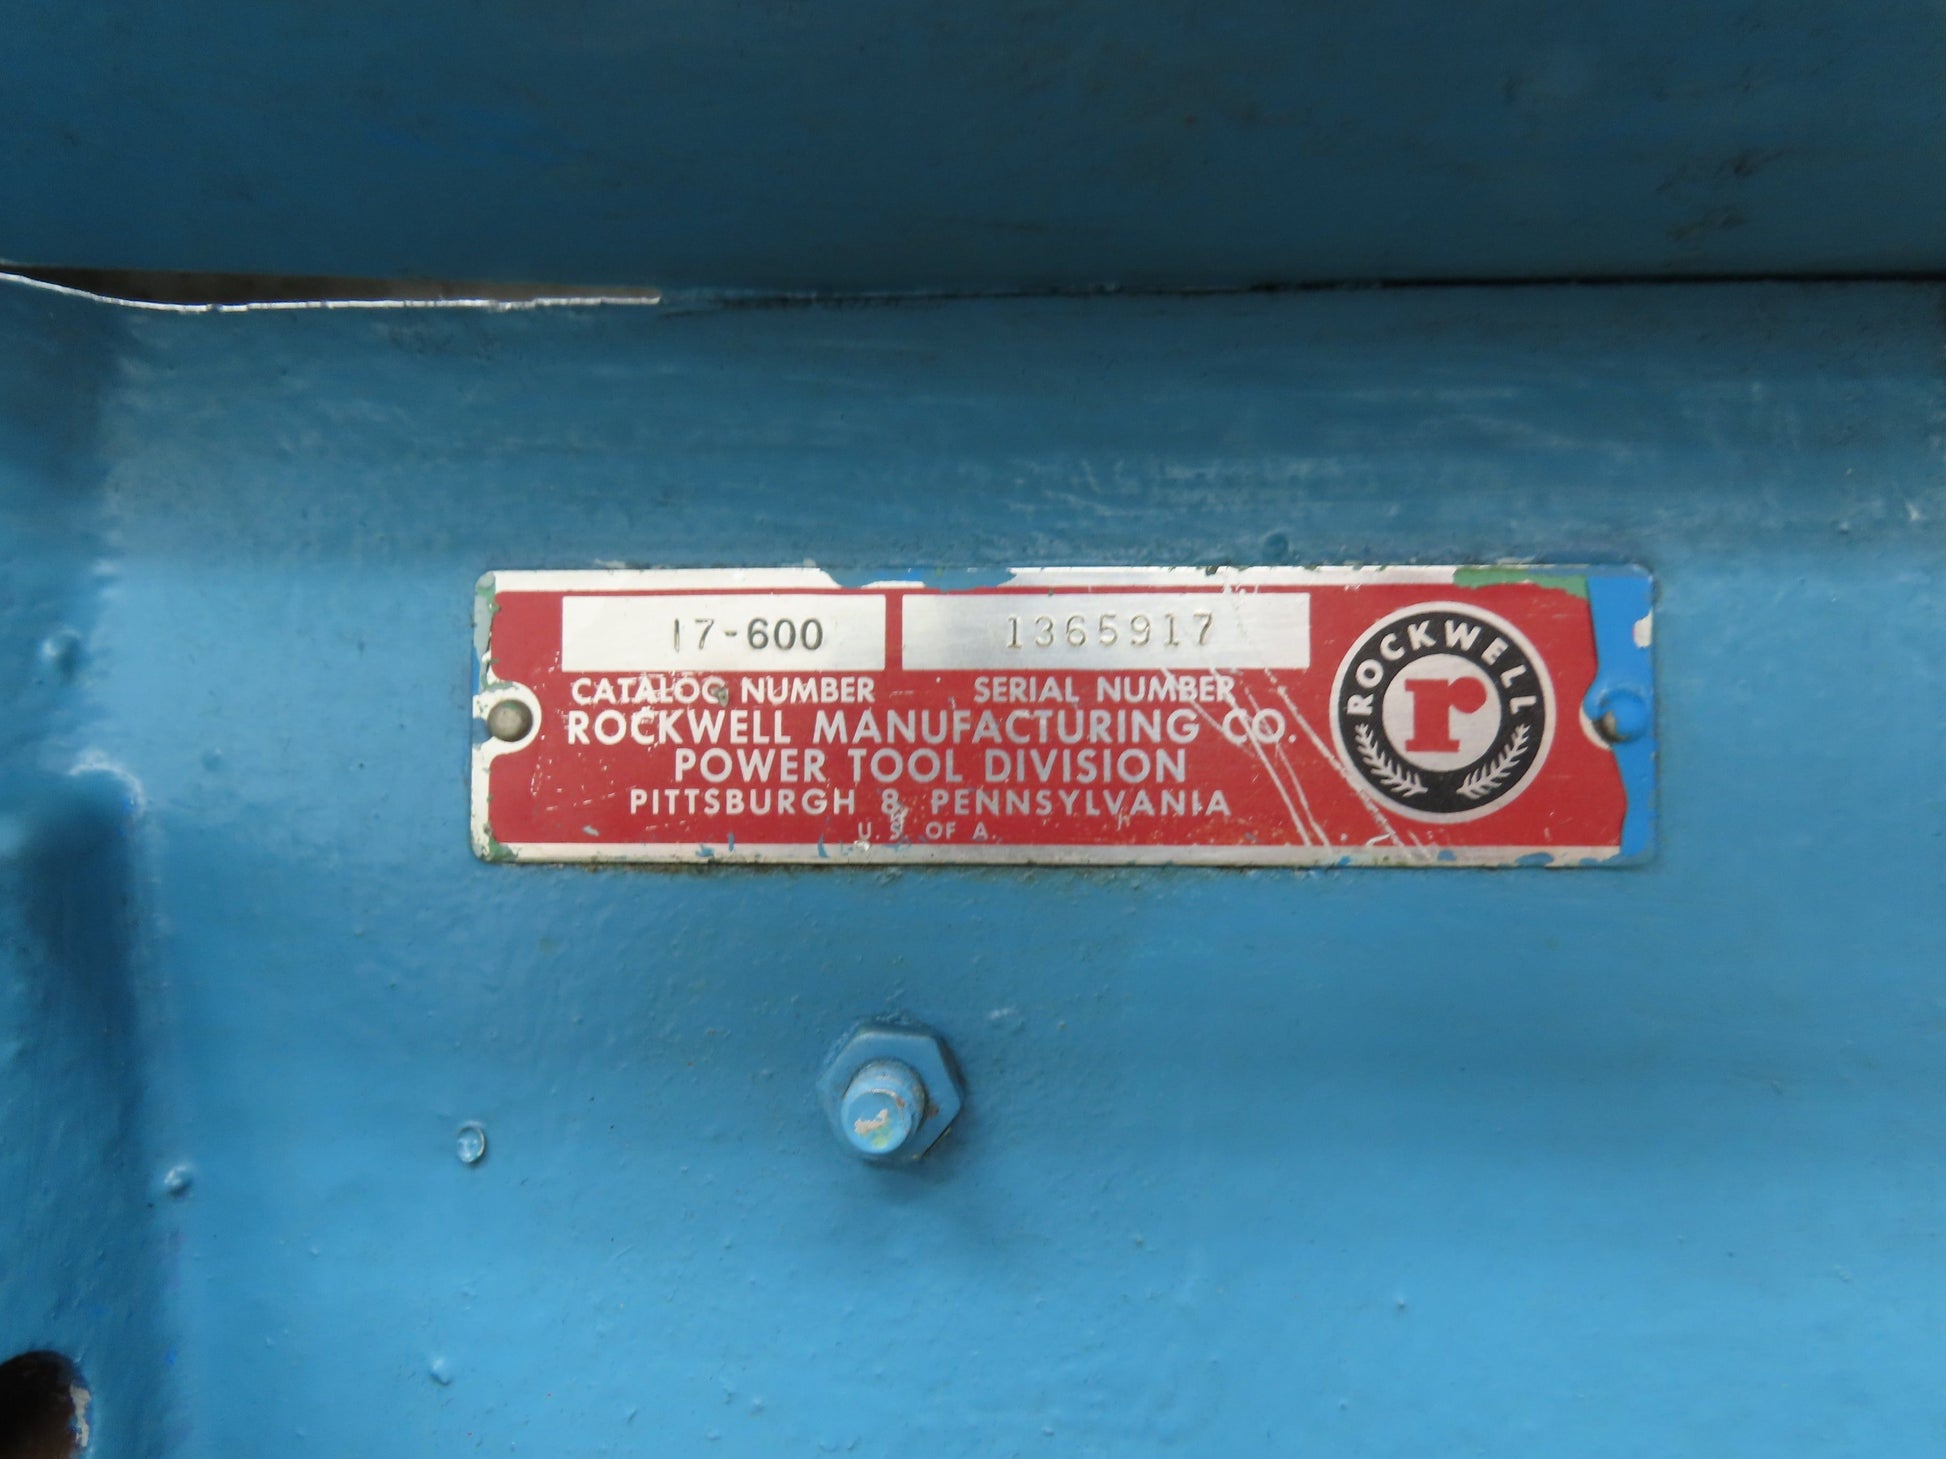 17-600 1365917
CATALOG NUMBER SERIAL NUMBER
ROCKWELL MANUFACTURING CO.
POWER TOOL DIVISION
PITTSBURGH 8, PENNSYLVANIA
U. S. OF A.
ROCKWELL
r